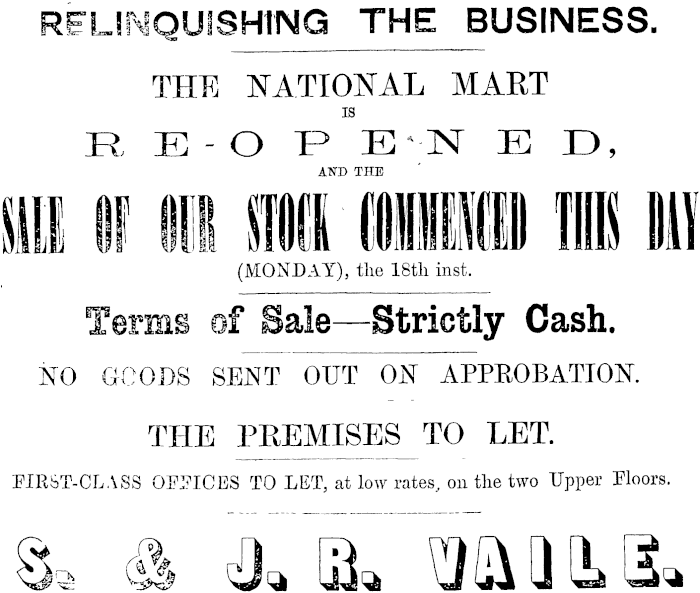 RELINQUISHING THE BUSINESS.
THE NATIONAL MART
IS
RE-OPENED,
AND THE
SALE OF OUR STOCK COMMENCED THIS DAY
(MONDAY), the 18th inst.
Terms of Sale—Strictly Cash.
NO GOODS SENT OUT ON APPROBATION.
THE PREMISES TO LET.
FIRST-CLASS OFFICES TO LET, at low rates, on the two Upper Floors.
S. & J. R. VAILE.